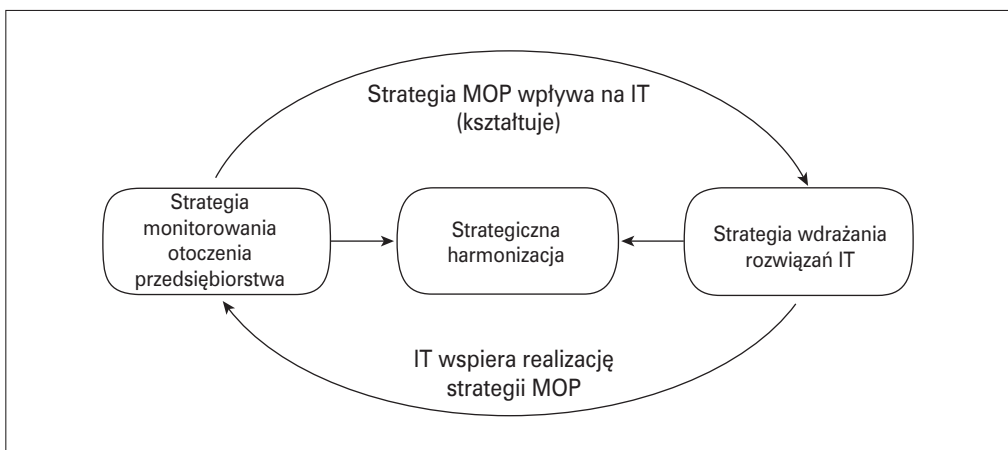 Strategia MOP wpływa na IT
(kształtuje)
Strategia
monitorowania
otoczenia
przedsiębiorstwa
Strategiczna
harmonizacja
Strategia wdrażania
rozwiązań IT
IT wspiera realizację
strategii MOP